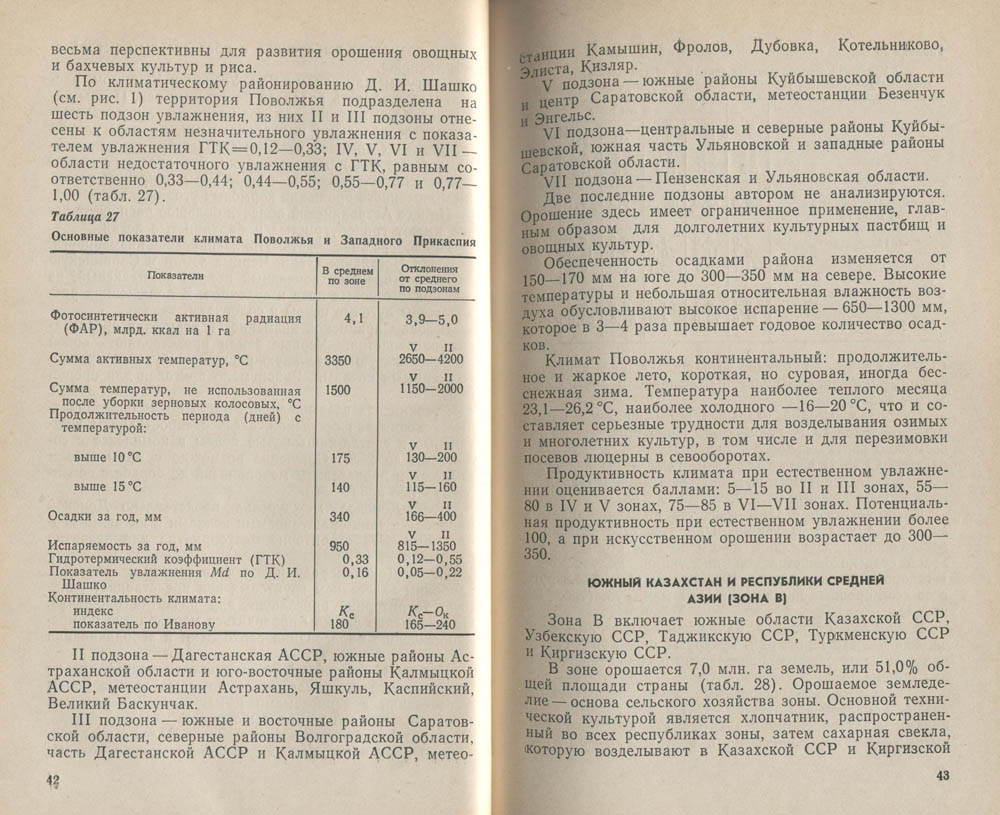 весьма перспективны для развития орошения овощных
и бахчевых культур и риса.
По климатическому районированию Д. И. Шашко
(см. рис. 1) территория Поволжья подразделена на
шесть подзон увлажнения, из них II и III подзоны отне-
сены к областям незначительного увлажнения с показа-
телем увлажнения ГТК=0,12—0,33; IV, V, VI и VII —
области недостаточного увлажнения с ГТК, равным со-
ответственно 0,33—0,44; 0,44—0,55; 0,55—0,77 и 0,77—
1,00 (табл. 27).
Таблица 27
Основные показатели климата Поволжья и Западного Прикаспия
Показатели
В среднем
по зоне
Отклонения
от среднего
по подзонам
Фотосинтетически активная радиация 4,1 3,9—5,0
(ФАР), млрд. ккал на 1 га
V II
Сумма активных температур, °С 3350 2650—4200
V II
Сумма температур, не использованная 1500 1150—2000
после уборки зерновых колосовых, °С
Продолжительность периода (дней) с
температурой:
V II
выше 10 °С 175 130—200
V II
выше 15 °С 140 115—160
V II
Осадки за год, мм 340 166—400
V II
Испаряемость за год, мм 950 815—1350
Гидротермический коэффициент (ГТК) 0,33 0,12—0,55
Показатель увлажнения Md по Д. И. 0,16 0,05—0,22
Шашко
Континентальность климата:
индекс Кс Кс—Ок
показатель по Иванову 180 165—240
II подзона — Дагестанская АССР, южные районы Ас-
траханской области и юго-восточные районы Калмыцкой
АССР, метеостанции Астрахань, Яшкуль, Каспийский,
Великий Баскунчак.
III подзона — южные и восточные районы Саратов-
ской области, северные районы Волгоградской области,
часть Дагестанской АССР и Калмыцкой АССР, метео-
42
станции Камышин, Фролов, Дубовка, Котельниково,
Элиста, Кизляр.
V подзона — южные районы Куйбышевской области
и центр Саратовской области, метеостанции Безенчук
и Энгельс.
VI подзона—центральные и северные районы Куйбы-
шевской, южная часть Ульяновской и западные районы
Саратовской области.
VII подзона — Пензенская и Ульяновская области.
Две последние подзоны автором не анализируются.
Орошение здесь имеет ограниченное применение, глав-
ным образом для долголетних культурных пастбищ и
овощных культур.
Обеспеченность осадками района изменяется от
150—170 мм на юге до 300—350 мм на севере. Высокие
температуры и небольшая относительная влажность воз-
духа обусловливают высокое испарение — 650—1300 мм,
которое в 3—4 раза превышает годовое количество осад-
ков.
Климат Поволжья континентальный: продолжитель-
ное и жаркое лето, короткая, но суровая, иногда бес-
снежная зима. Температура наиболее теплого месяца
23,1—26,2 °С, наиболее холодного —16—20 °С, что и со-
ставляет серьезные трудности для возделывания озимых
и многолетних культур, в том числе и для перезимовки
посевов люцерны в севооборотах.
Продуктивность климата при естественном увлажне-
нии оценивается баллами: 5—15 во II и III зонах, 55—
80 в IV и V зонах, 75—85 в VI—VII зонах. Потенциаль-
ная продуктивность при естественном увлажнении более
100, а при искусственном орошении возрастает до 300—
350.
ЮЖНЫЙ КАЗАХСТАН И РЕСПУБЛИКИ СРЕДНЕЙ
АЗИИ (ЗОНА В)
Зона В включает южные области Казахской ССР,
Узбекскую ССР, Таджикскую ССР, Туркменскую ССР
и Киргизскую ССР.
В зоне орошается 7,0 млн. га земель, или 51,0% об-
щей площади страны (табл. 28). Орошаемое земледе-
лие — основа сельского хозяйства зоны. Основной техни-
ческой культурой является хлопчатник, распространен-
ный во всех республиках зоны, затем сахарная свекла,
которую возделывают в Казахской ССР и Киргизской
43